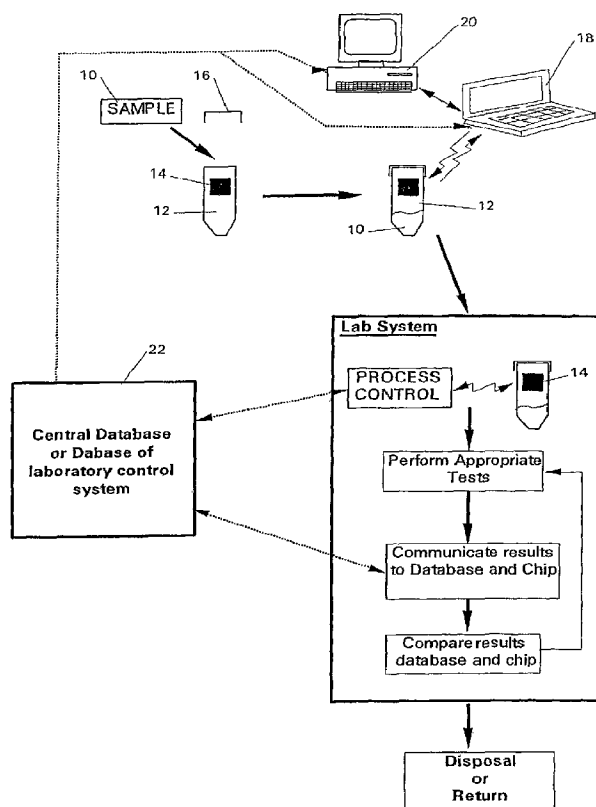 20
18
10
16
SAMPLE
14
12
12
10
Lab System
22
14
PROCESS
CONTROL
Central Database
or Dabase of
laboratory control
system
Perform Appropriate
Tests
Communicate results
to Database and Chip
Compare results
database and chip
Disposal
or
Return